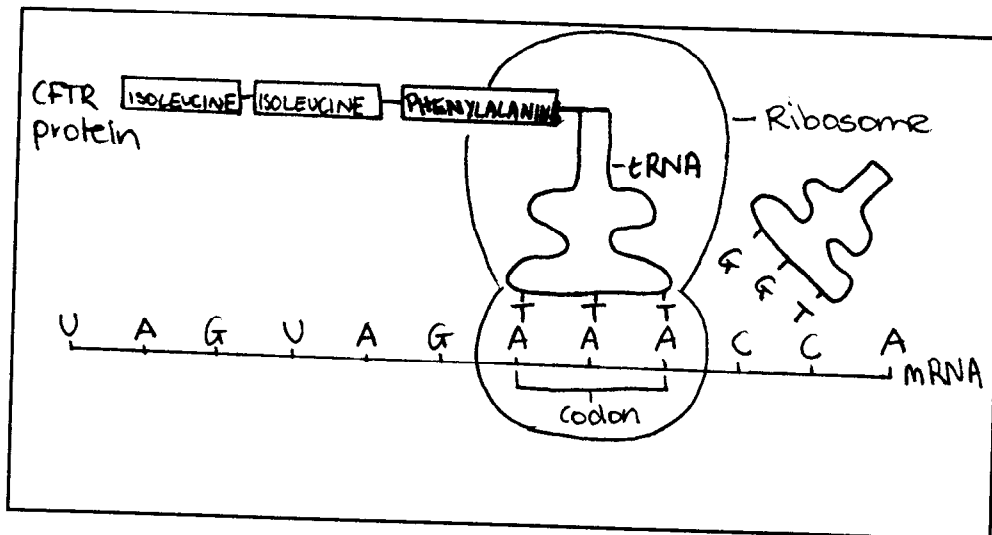 CFTR ISOLEUCINE ISOLEUCINE PHENYLALANINE
protein
Ribosome
tRNA
G G T
T T T
U A G U A G A A A C C A
mRNA
codon